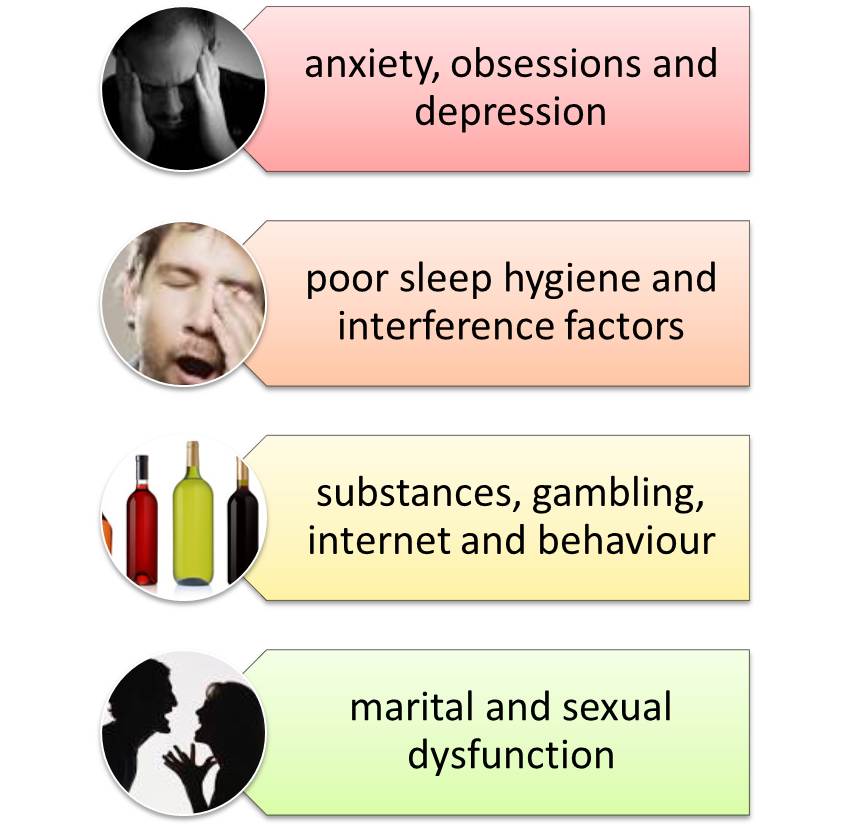 anxiety, obsessions and
depression
poor sleep hygiene and
interference factors
substances, gambling,
internet and behaviour
marital and sexual
dysfunction